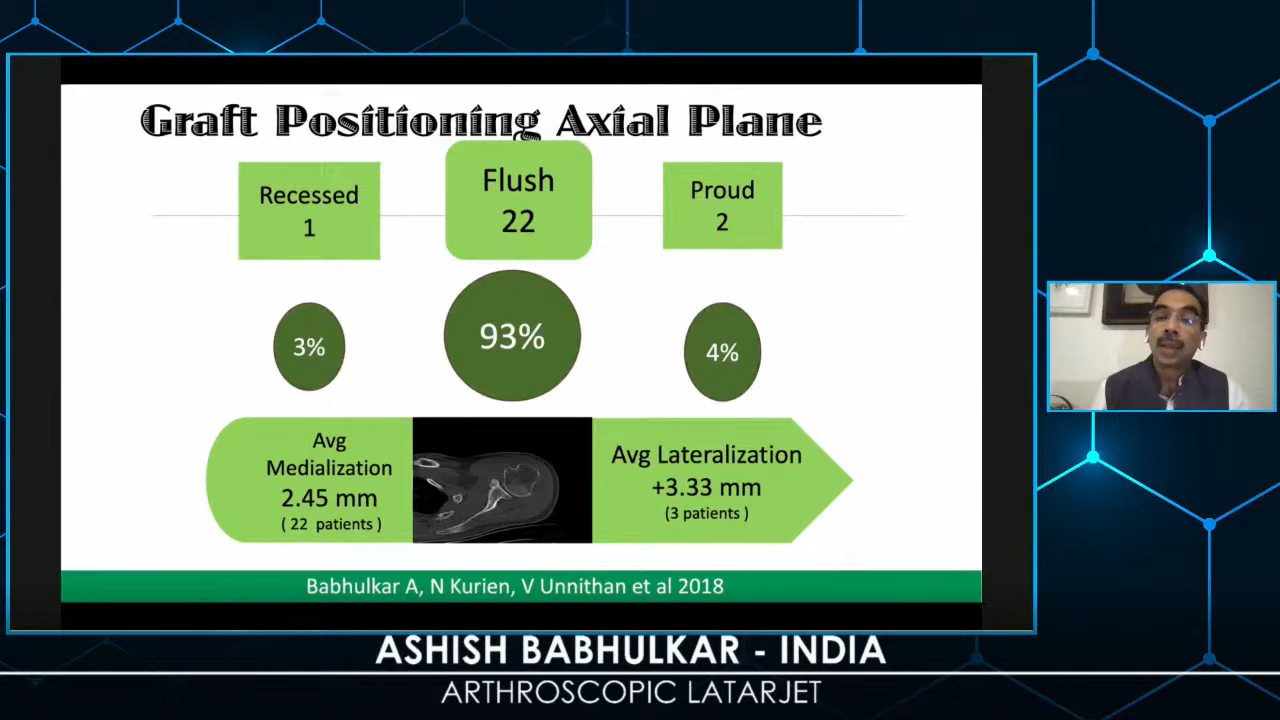 Graft Positioning Axial Plane
Recessed
1
Flush
22
Proud
2
3%
93%
4%
Avg
Medialization
2.45 mm
( 22 patients )
Avg Lateralization
+3.33 mm
(3 patients )
Babhulkar A, N Kurien, V Unnithan et al 2018
ASHISH BABHULKAR - INDIA
ARTHROSCOPIC LATARJET